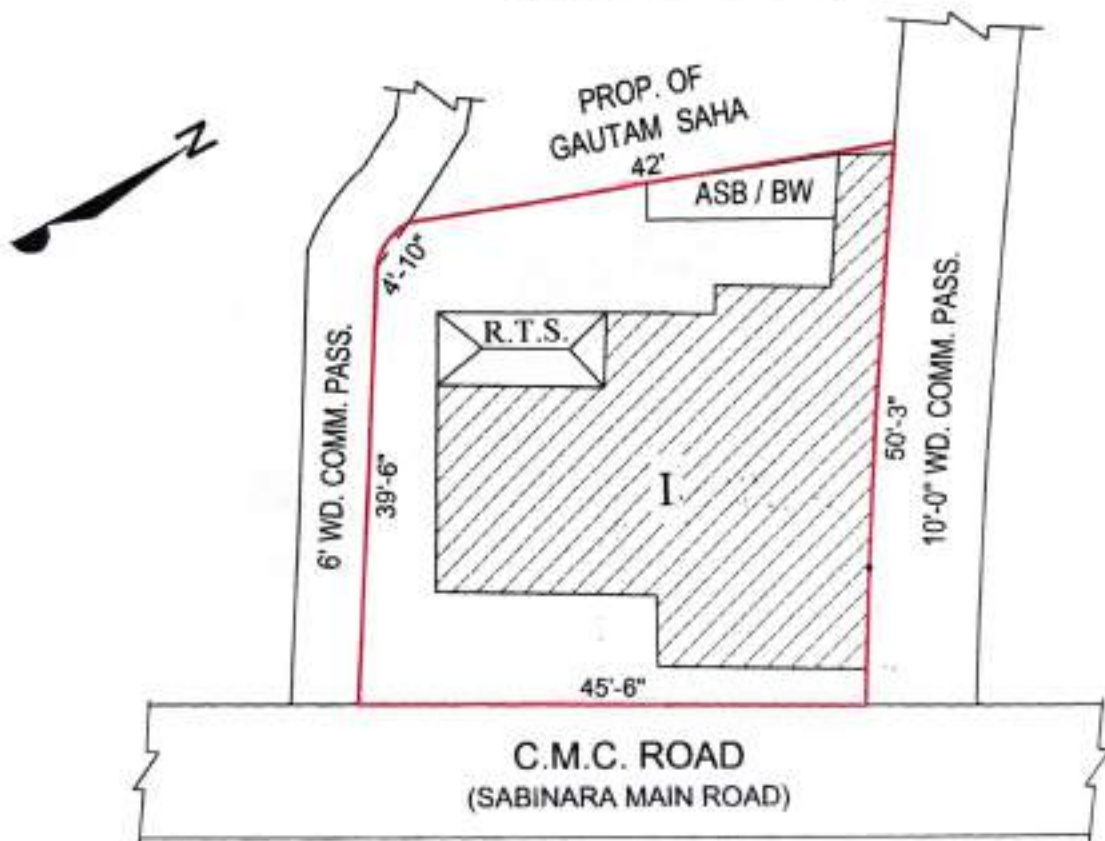 PROP. OF
GAUTAM SAHA
N
42'
ASB / BW
4'-10"
R.T.S.
6' WD. COMM. PASS.
39'-6"
I
50'-3"
10'-0" WD. COMM. PASS.
45'-6"
C.M.C. ROAD
(SABINARA MAIN ROAD)